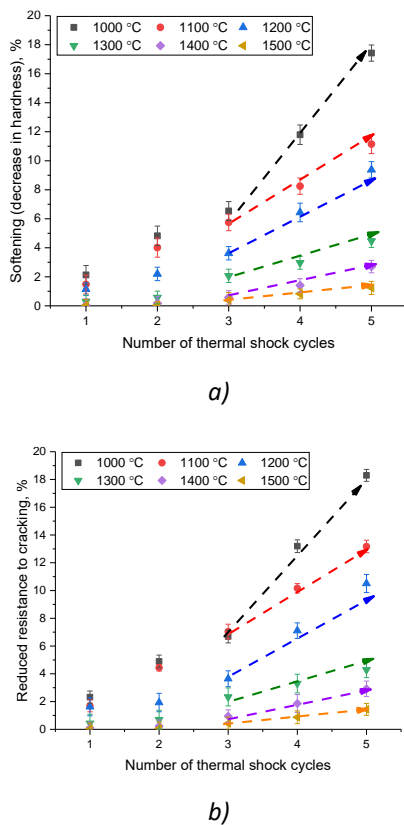 1000 °C 1100 °C 1200 °C
1300 °C 1400 °C 1500 °C
20
18
16
14
12
10
8
6
4
2
0
Softening (decrease in hardness), %
1 2 3 4 5
Number of thermal shock cycles
a)
1000 °C 1100 °C 1200 °C
1300 °C 1400 °C 1500 °C
20
18
16
14
12
10
8
6
4
2
0
Reduced resistance to cracking, %
1 2 3 4 5
Number of thermal shock cycles
b)